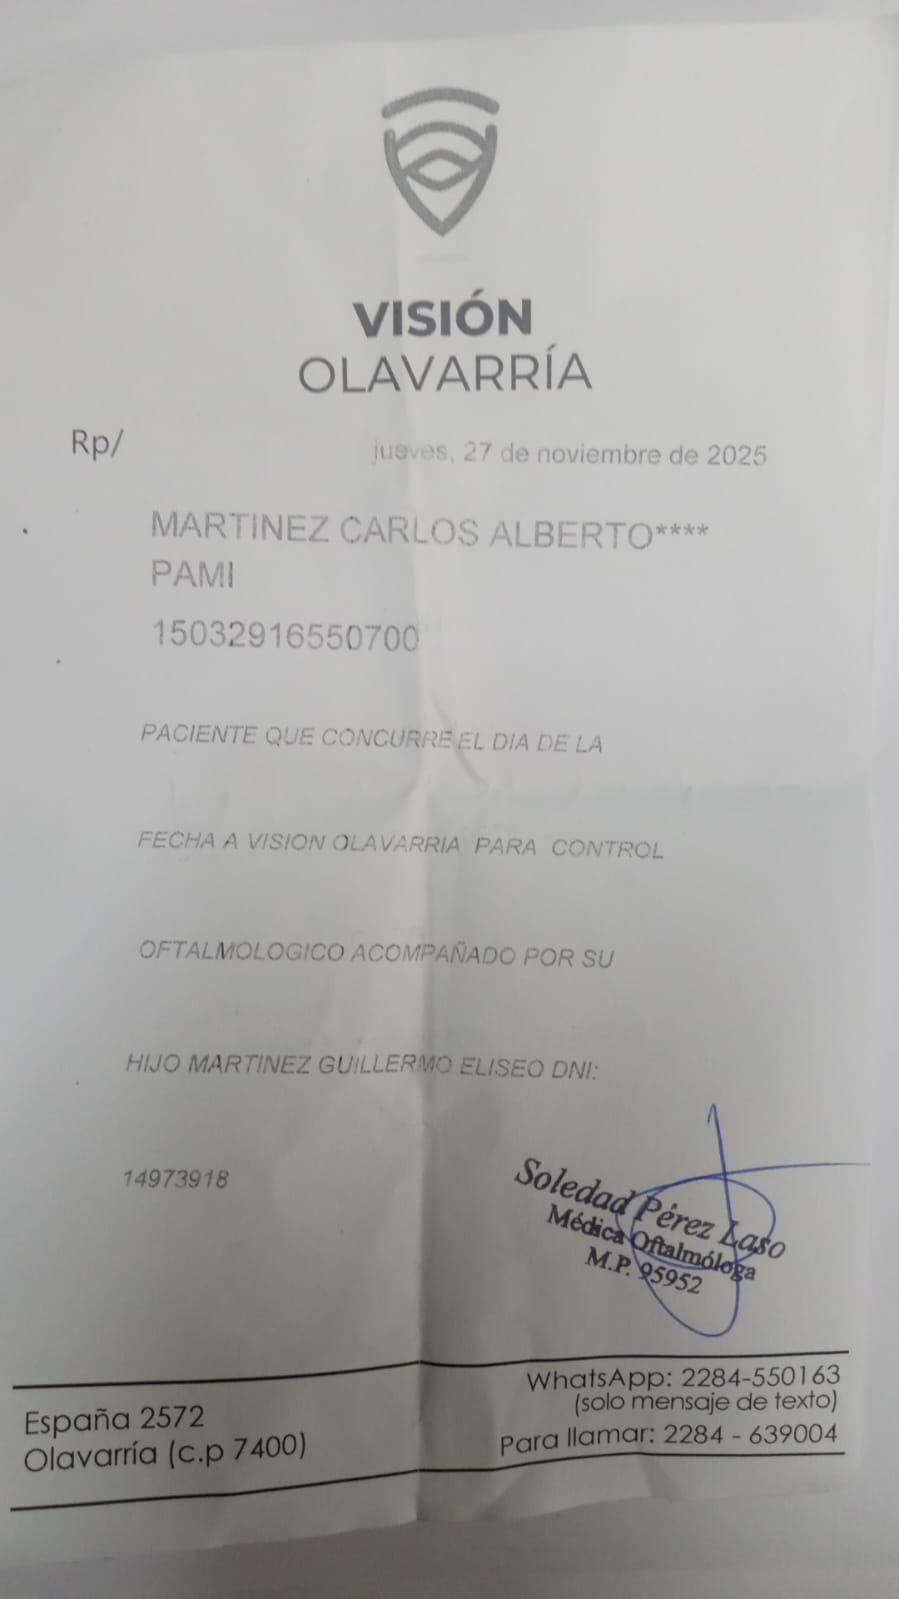 VISIÓN
OLAVARRÍA
Rp/
jueves, 27 de noviembre de 2025
MARTINEZ CARLOS ALBERTO****
PAMI
15032916550700
PACIENTE QUE CONCURRE EL DIA DE LA
FECHA A VISION OLAVARRIA PARA CONTROL
OFTALMOLOGICO ACOMPAÑADO POR SU
HIJO MARTINEZ GUILLERMO ELISEO DNI:
14973918
Soledad Pérez Laso
Médica Oftalmóloga
M.P. 95952
España 2572
Olavarría (c.p 7400)
WhatsApp: 2284-550163
(solo mensaje de texto)
Para llamar: 2284 - 639004